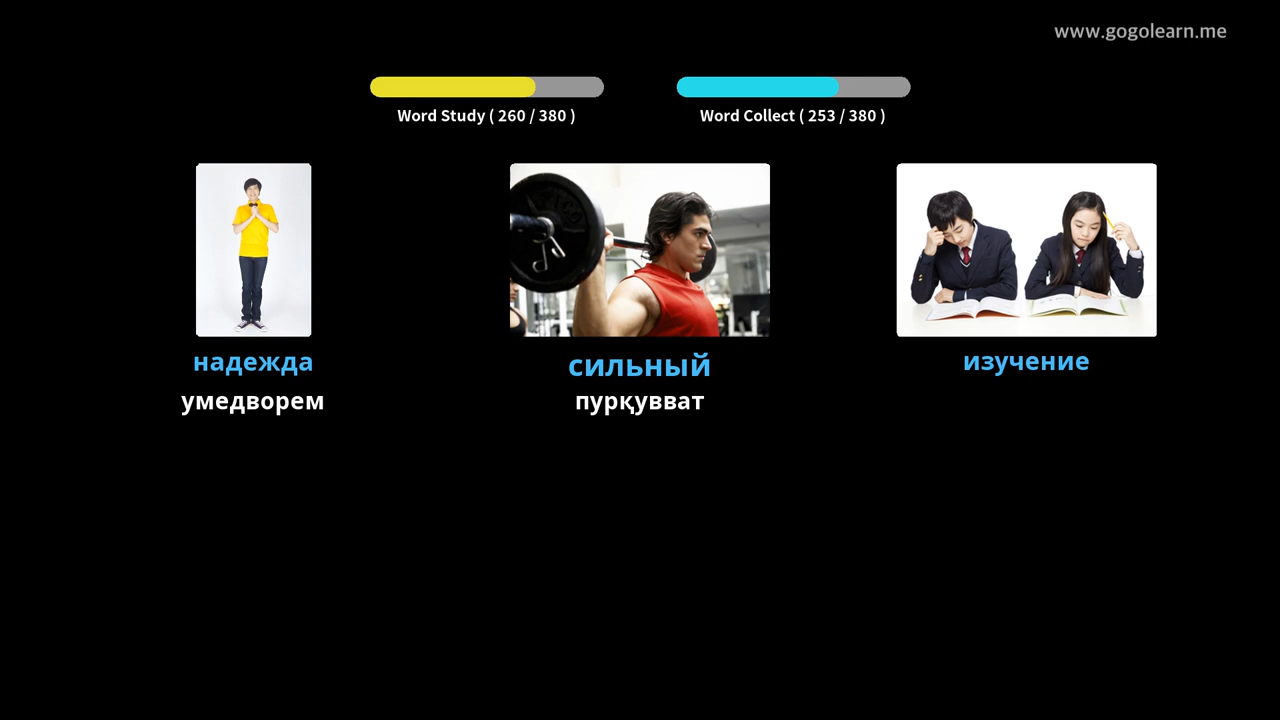 www.gogolearn.me
Word Study ( 260 / 380 )
Word Collect ( 253 / 380 )
надежда
сильный
изучение
умедворем
пурқувват